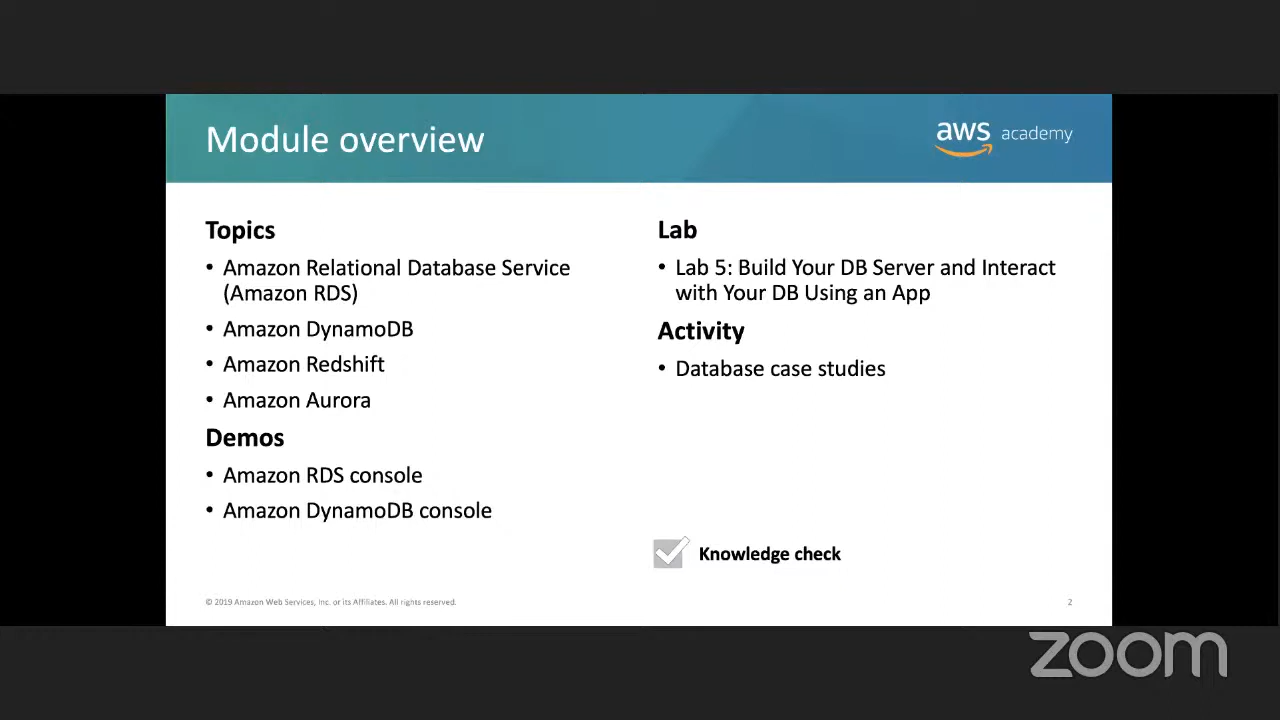 Module overview
aws academy
Topics
• Amazon Relational Database Service
(Amazon RDS)
• Amazon DynamoDB
• Amazon Redshift
• Amazon Aurora
Demos
• Amazon RDS console
• Amazon DynamoDB console
Lab
• Lab 5: Build Your DB Server and Interact
with Your DB Using an App
Activity
• Database case studies
Knowledge check
© 2019 Amazon Web Services, Inc. or its Affiliates. All rights reserved.
2
zoom